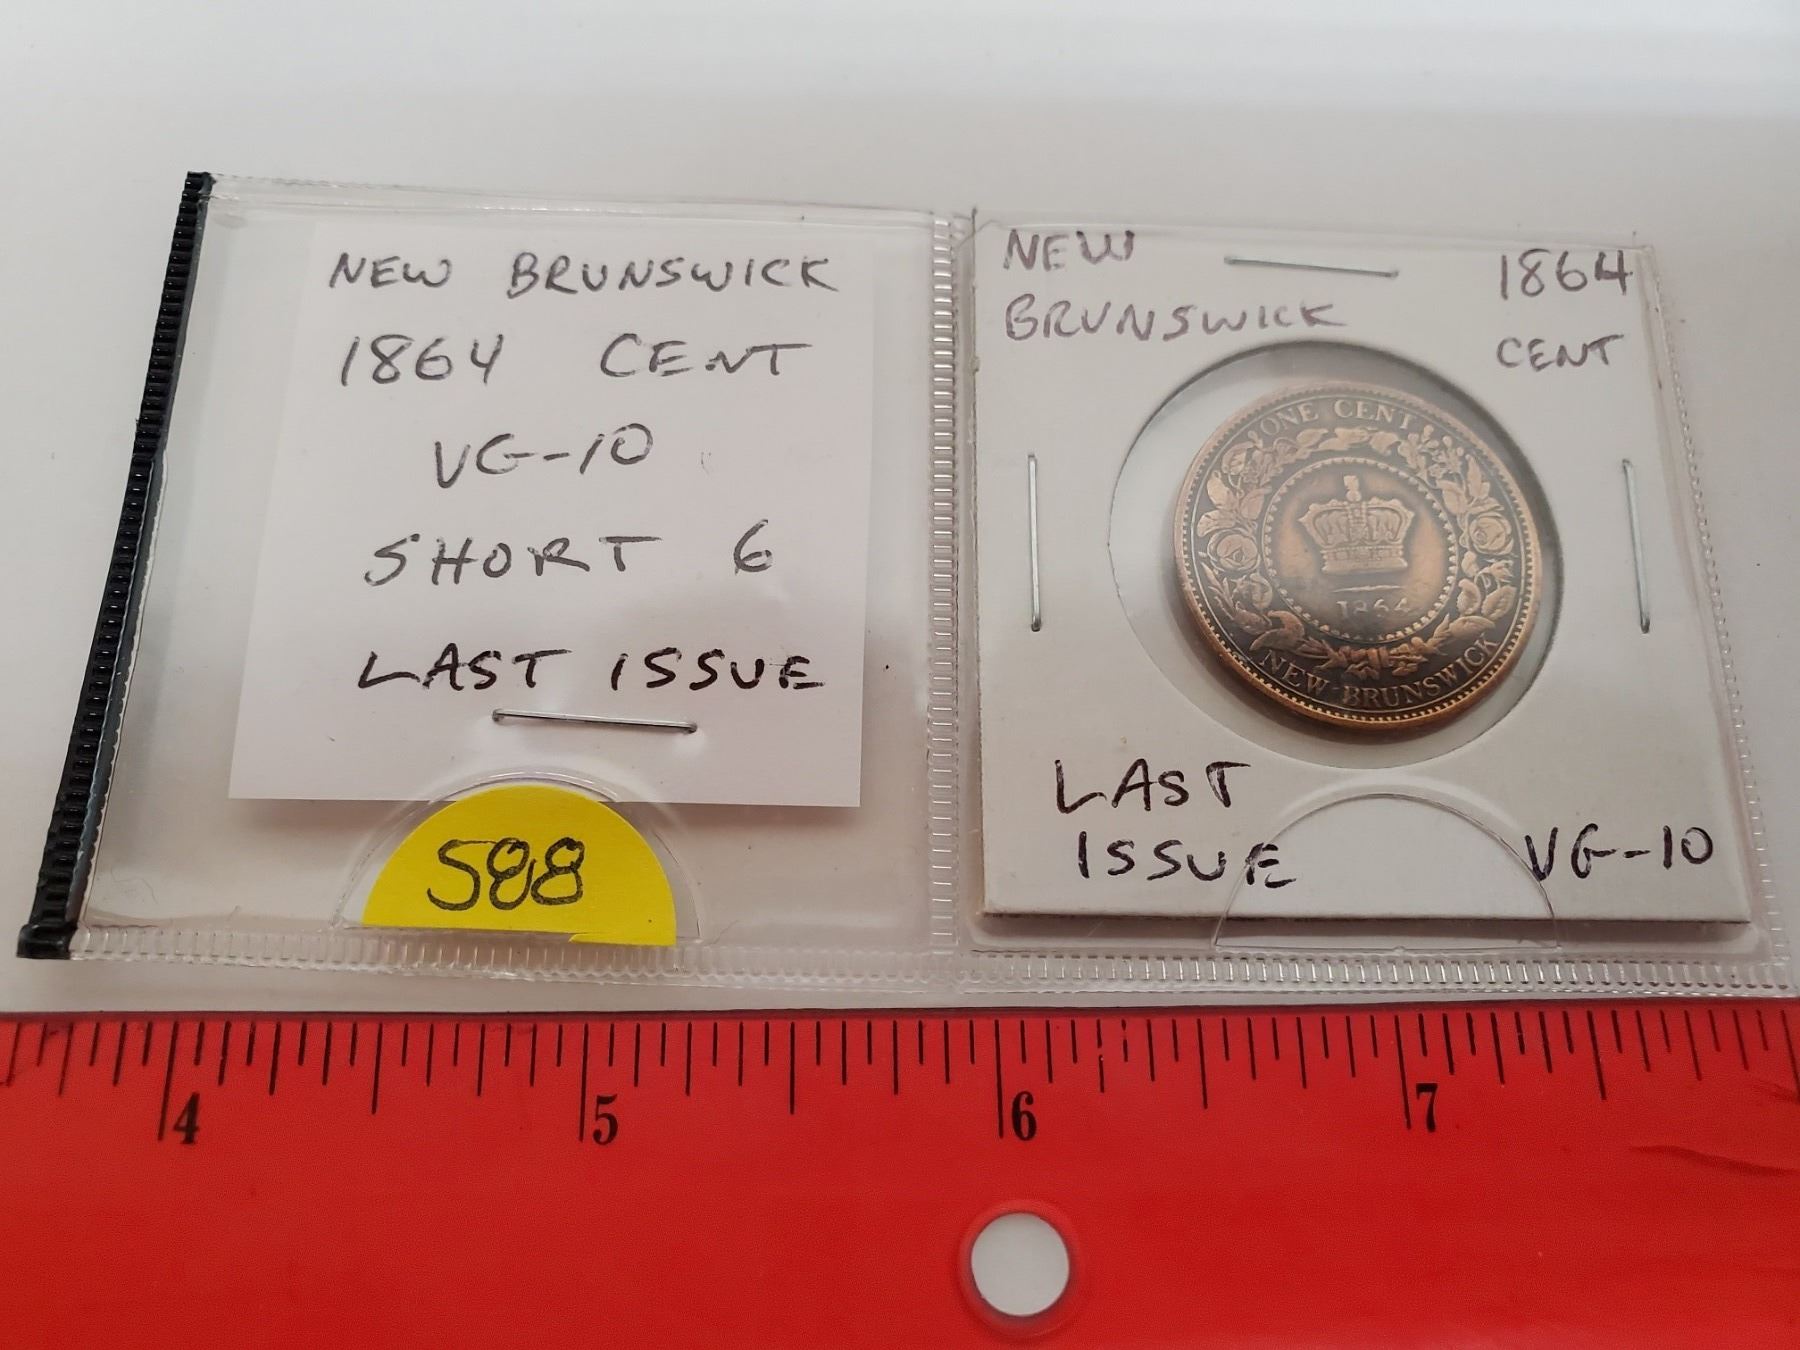 NEW BRUNSWICK
1864 CENT
VG-10
SHORT 6
LAST ISSUE
588
NEW
BRUNSWICK
1864
CENT
ONE CENT
1864
NEW BRUNSWICK
LAST
ISSUE
VG-10
4 5 6 7